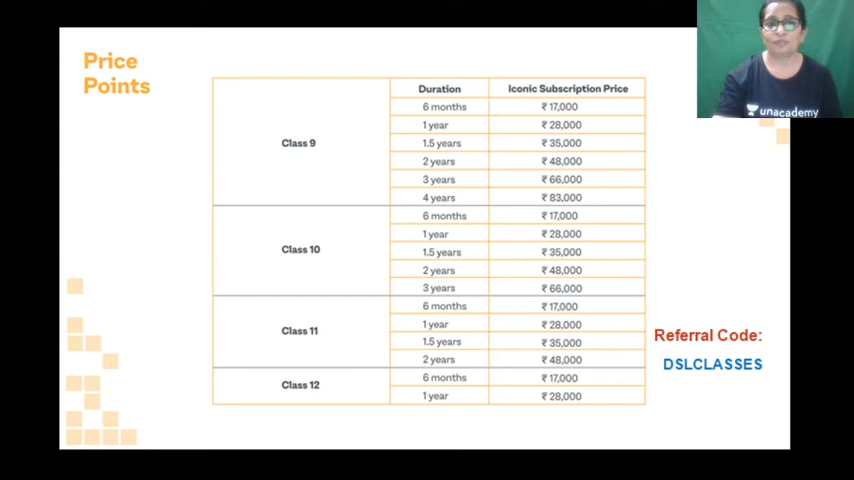 Price
Points
Duration Iconic Subscription Price
Class 9
6 months ₹ 17,000
1 year ₹ 28,000
1.5 years ₹ 35,000
2 years ₹ 48,000
3 years ₹ 66,000
4 years ₹ 83,000
Class 10
6 months ₹ 17,000
1 year ₹ 28,000
1.5 years ₹ 35,000
2 years ₹ 48,000
3 years ₹ 66,000
Class 11
6 months ₹ 17,000
1 year ₹ 28,000
1.5 years ₹ 35,000
2 years ₹ 48,000
Class 12
6 months ₹ 17,000
1 year ₹ 28,000
Referral Code:
DSLCLASSES
unacademy